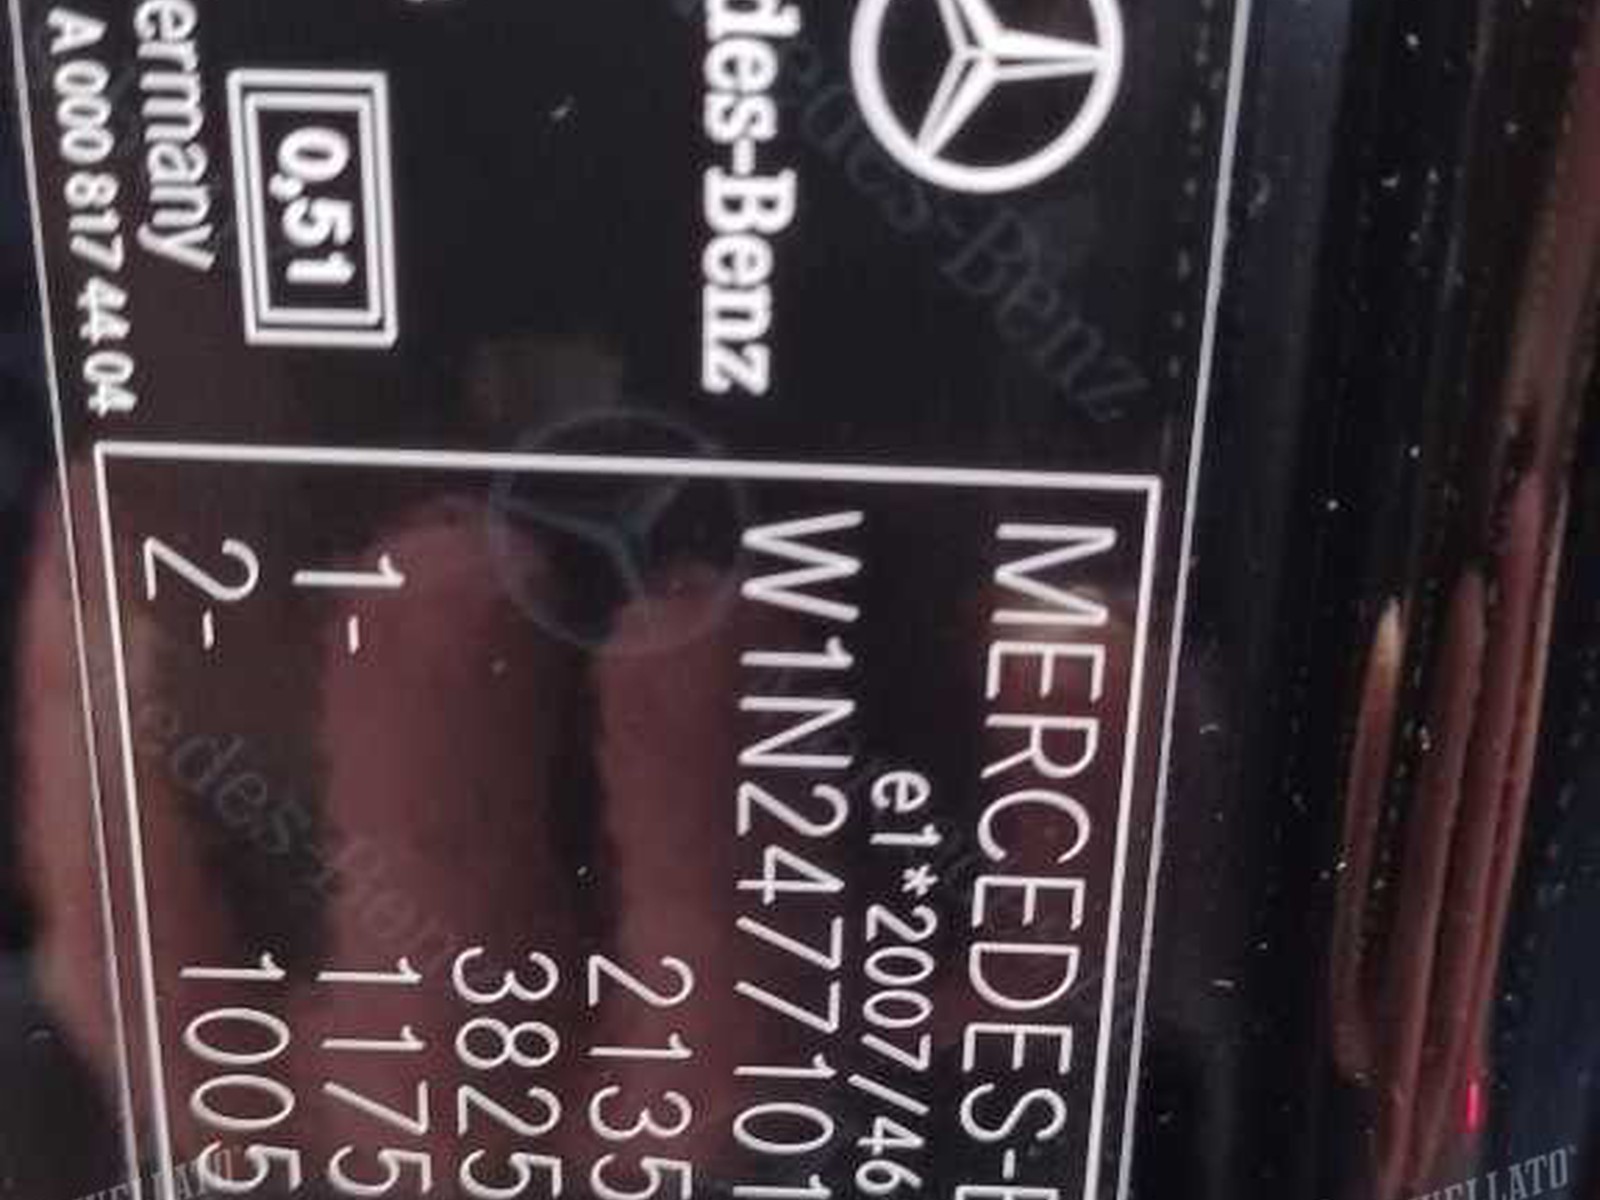 des-Benz
0,51
ermany
A 000 817 44 04
MERCEDES-
e1*2007/46
W1N2477101
2135
3825
1- 1175
2- 1005